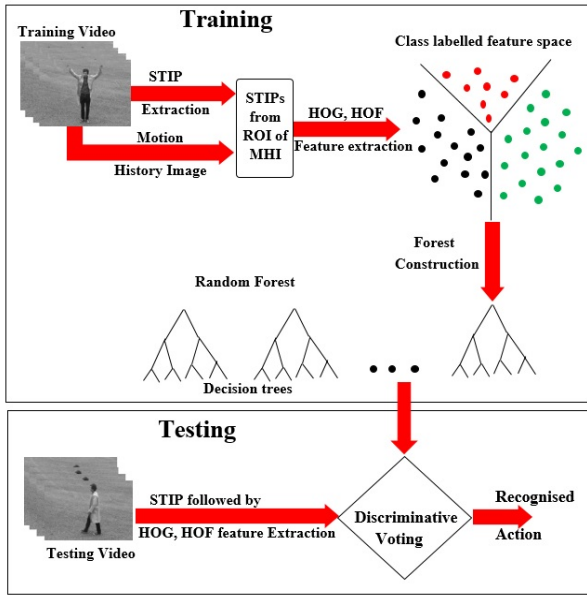 Training
Training Video
Class labelled feature space
STIP
Extraction
STIPs
from
ROI of
MHI
HOG, HOF
Feature extraction
Motion
History Image
Forest
Construction
Random Forest
Decision trees
Testing
STIP followed by
HOG, HOF feature Extraction
Testing Video
Discriminative
Voting
Recognised
Action